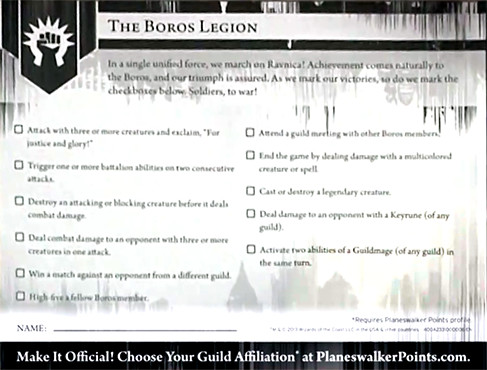 THE BOROS LEGION
In a single unified force, we march on Ravnica! Achievement comes naturally to
the Boros, and our triumph is assured. As we mark our victories, so do we mark the
checkboxes below. Soldiers, to war!
Attack with three or more creatures and exclaim, "For
justice and glory!"
Trigger one or more battalion abilities on two consecutive
attacks.
Destroy an attacking or blocking creature before it deals
combat damage.
Deal combat damage to an opponent with three or more
creatures in one attack.
Win a match against an opponent from a different guild.
High-five a fellow Boros member.
Attend a guild meeting with other Boros members.
End the game by dealing damage with a multicolored
creature or spell.
Cast or destroy a legendary creature.
Deal damage to an opponent with a Keyrune (of any
guild).
Activate two abilities of a Guildmage (of any guild) in
the same turn.
NAME:
*Requires Planeswalker Points profile
Make It Official! Choose Your Guild Affiliation* at PlaneswalkerPoints.com.